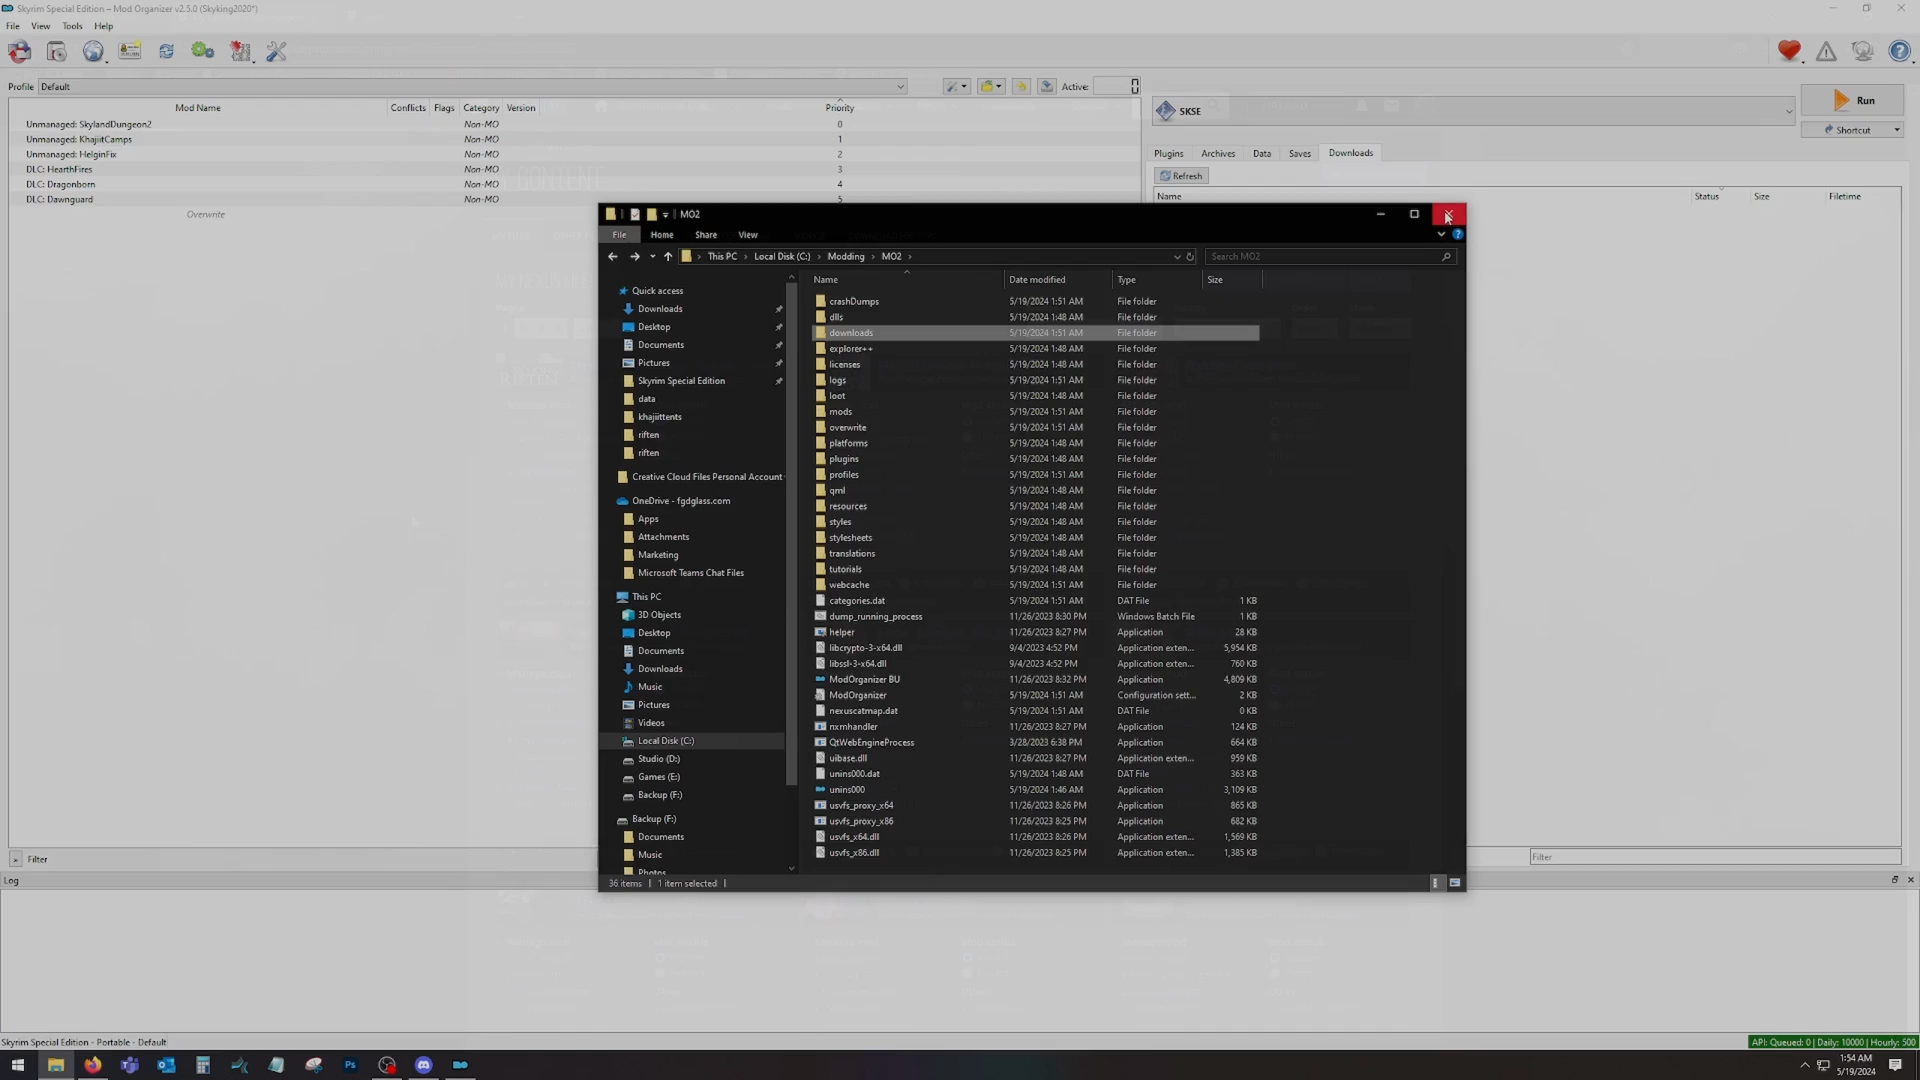 Skyrim Special Edition – Mod Organizer v2.5.0 (Skyking2020*)
File View Tools Help
Profile Default Active: 0
Mod Name Conflicts Flags Category Version Priority
Unmanaged: SkylandDungeon2 Non-MO 0
Unmanaged: KhajiitCamps Non-MO 1
Unmanaged: HelginFix Non-MO 2
DLC: HearthFires Non-MO 3
DLC: Dragonborn Non-MO 4
DLC: Dawnguard Non-MO 5
Overwrite
SKSE
Run
Shortcut
Plugins Archives Data Saves Downloads
Refresh
Name Status Size Filetime
MO2
File Home Share View
This PC › Local Disk (C:) › Modding › MO2 ›
Search MO2
Quick access
Downloads
Desktop
Documents
Pictures
Skyrim Special Edition
data
khajiittents
riften
riften
Creative Cloud Files Personal Account
OneDrive - fgdglass.com
Apps
Attachments
Marketing
Microsoft Teams Chat Files
This PC
3D Objects
Desktop
Documents
Downloads
Music
Pictures
Videos
Local Disk (C:)
Studio (D:)
Games (E:)
Backup (F:)
Backup (F:)
Documents
Music
Photos
Name Date modified Type Size
crashDumps 5/19/2024 1:51 AM File folder
dlls 5/19/2024 1:48 AM File folder
downloads 5/19/2024 1:51 AM File folder
explorer++ 5/19/2024 1:48 AM File folder
licenses 5/19/2024 1:48 AM File folder
logs 5/19/2024 1:51 AM File folder
loot 5/19/2024 1:48 AM File folder
mods 5/19/2024 1:51 AM File folder
overwrite 5/19/2024 1:51 AM File folder
platforms 5/19/2024 1:48 AM File folder
plugins 5/19/2024 1:48 AM File folder
profiles 5/19/2024 1:51 AM File folder
qml 5/19/2024 1:48 AM File folder
resources 5/19/2024 1:48 AM File folder
styles 5/19/2024 1:48 AM File folder
stylesheets 5/19/2024 1:48 AM File folder
translations 5/19/2024 1:48 AM File folder
tutorials 5/19/2024 1:48 AM File folder
webcache 5/19/2024 1:51 AM File folder
categories.dat 5/19/2024 1:51 AM DAT File 1 KB
dump_running_process 11/26/2023 8:30 PM Windows Batch File 1 KB
helper 11/26/2023 8:27 PM Application 28 KB
libcrypto-3-x64.dll 9/4/2023 4:52 PM Application exten... 5,954 KB
libssl-3-x64.dll 9/4/2023 4:52 PM Application exten... 760 KB
ModOrganizer BU 11/26/2023 8:32 PM Application 4,809 KB
ModOrganizer 5/19/2024 1:51 AM Configuration sett... 2 KB
nexuscatmap.dat 5/19/2024 1:51 AM DAT File 0 KB
nxmhandler 11/26/2023 8:27 PM Application 124 KB
QtWebEngineProcess 3/28/2023 6:38 PM Application 664 KB
uibase.dll 11/26/2023 8:27 PM Application exten... 959 KB
unins000.dat 5/19/2024 1:48 AM DAT File 363 KB
unins000 5/19/2024 1:46 AM Application 3,109 KB
usvfs_proxy_x64 11/26/2023 8:26 PM Application 865 KB
usvfs_proxy_x86 11/26/2023 8:25 PM Application 682 KB
usvfs_x64.dll 11/26/2023 8:26 PM Application exten... 1,569 KB
usvfs_x86.dll 11/26/2023 8:25 PM Application exten... 1,385 KB
36 items 1 item selected
Filter
Filter
Log
Skyrim Special Edition - Portable - Default
API: Queued: 0 | Daily: 10000 | Hourly: 500
1:54 AM
5/19/2024